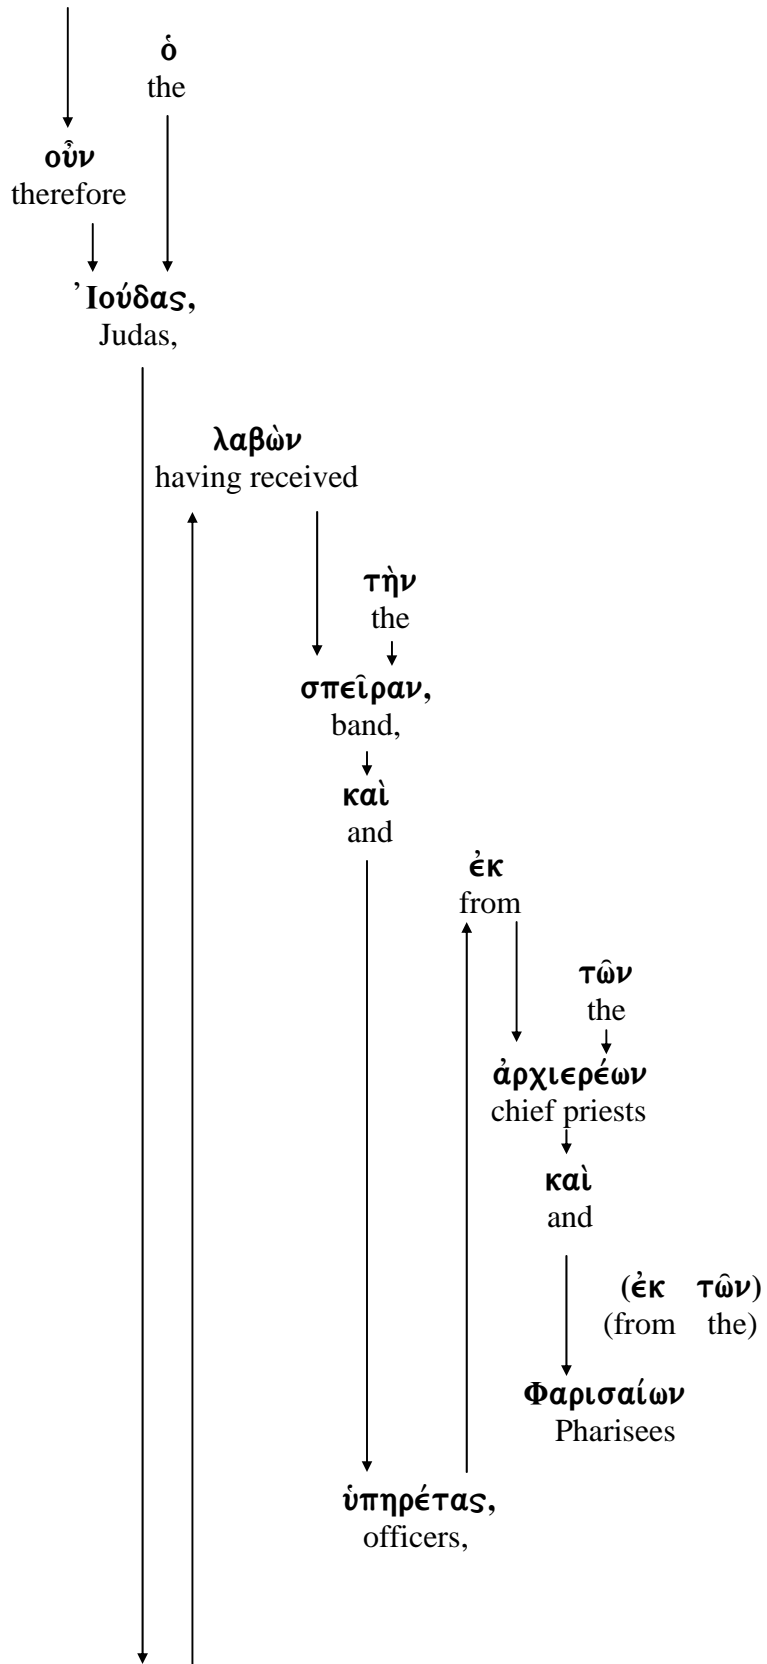 ὁ
the
οὖν
therefore
Ἰούδας,
Judas,
λαβὼν
having received
τὴν
the
σπεῖραν,
band,
καὶ
and
ἐκ
from
τῶν
the
ἀρχιερέων
chief priests
καὶ
and
(ἐκ τῶν)
(from the)
Φαρισαίων
Pharisees
ὑπηρέτας,
officers,